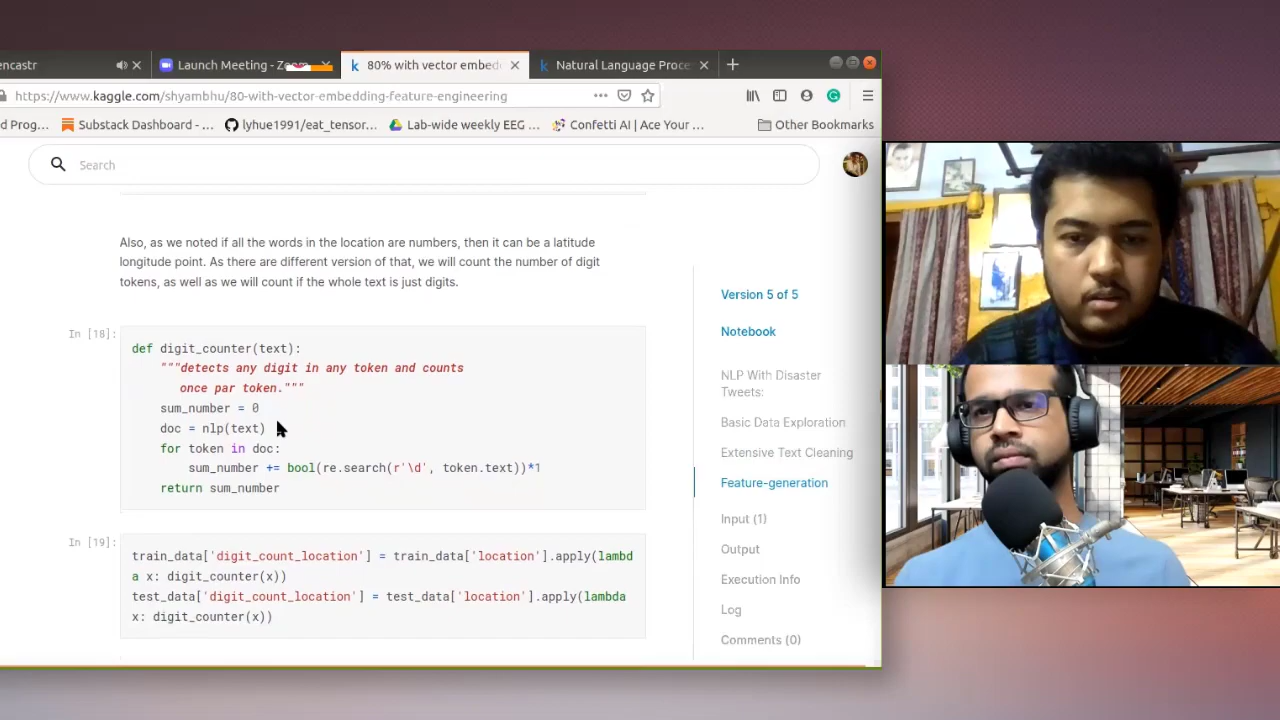 encastr
Launch Meeting - Zoom
80% with vector embed
Natural Language Proce
https://www.kaggle.com/shyambhu/80-with-vector-embedding-feature-engineering
d Prog...
Substack Dashboard - ...
lyhue1991/eat_tensor...
Lab-wide weekly EEG ...
Confetti AI | Ace Your ...
Other Bookmarks
Search
Also, as we noted if all the words in the location are numbers, then it can be a latitude
longitude point. As there are different version of that, we will count the number of digit
tokens, as well as we will count if the whole text is just digits.
In [18]:
def digit_counter(text):
"""detects any digit in any token and counts
once par token."""
sum_number = 0
doc = nlp(text)
for token in doc:
sum_number += bool(re.search(r'\d', token.text))*1
return sum_number
In [19]:
train_data['digit_count_location'] = train_data['location'].apply(lambd
a x: digit_counter(x))
test_data['digit_count_location'] = test_data['location'].apply(lambda
x: digit_counter(x))
Version 5 of 5
Notebook
NLP With Disaster
Tweets:
Basic Data Exploration
Extensive Text Cleaning
Feature-generation
Input (1)
Output
Execution Info
Log
Comments (0)